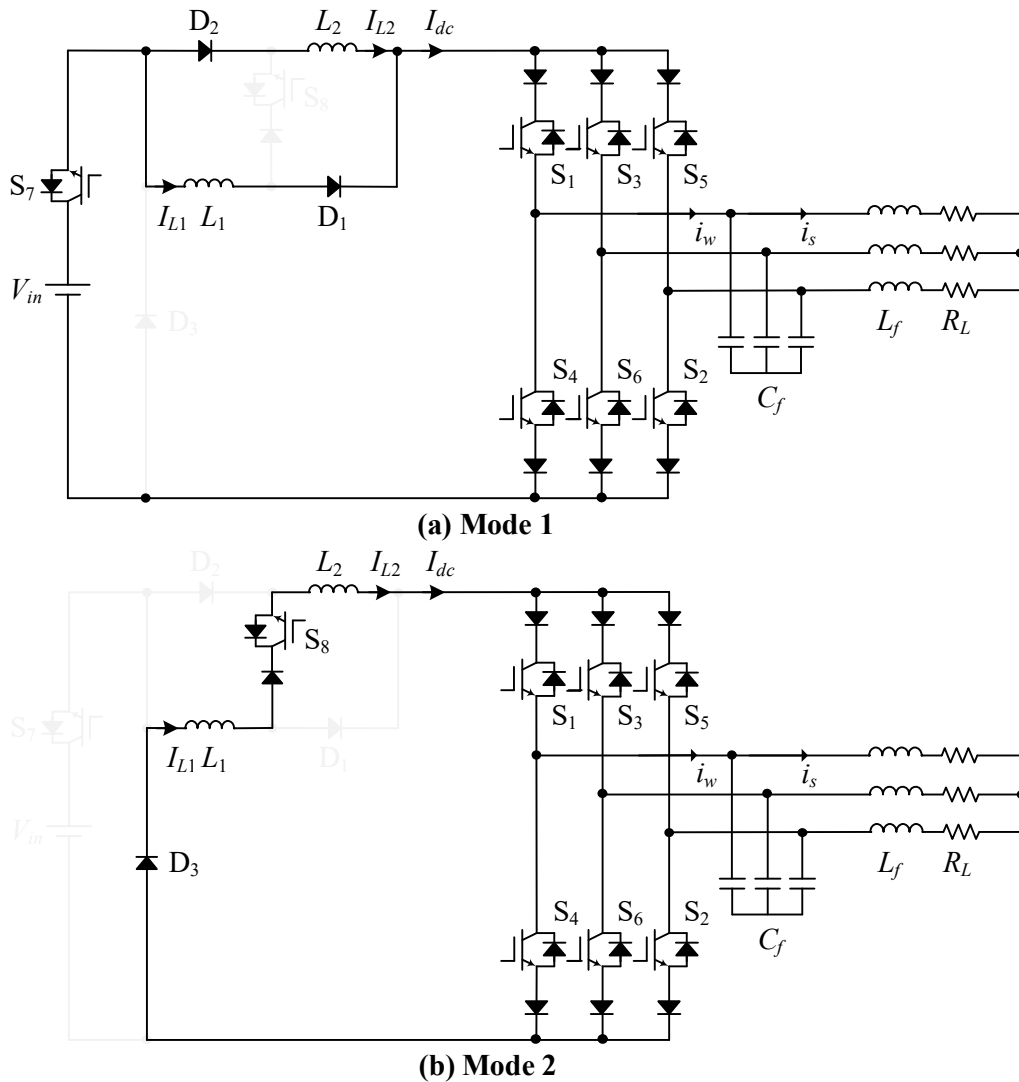 D2 L2 IL2 Idc
S8
S7 S1 S3 S5
IL1 L1 D1
iw is
Vin
D3 Lf RL
S4 S6 S2
Cf
(a) Mode 1
D2 L2 IL2 Idc
S8
S7 S1 S3 S5
IL1 L1 D1
iw is
Vin
D3 Lf RL
S4 S6 S2
Cf
(b) Mode 2